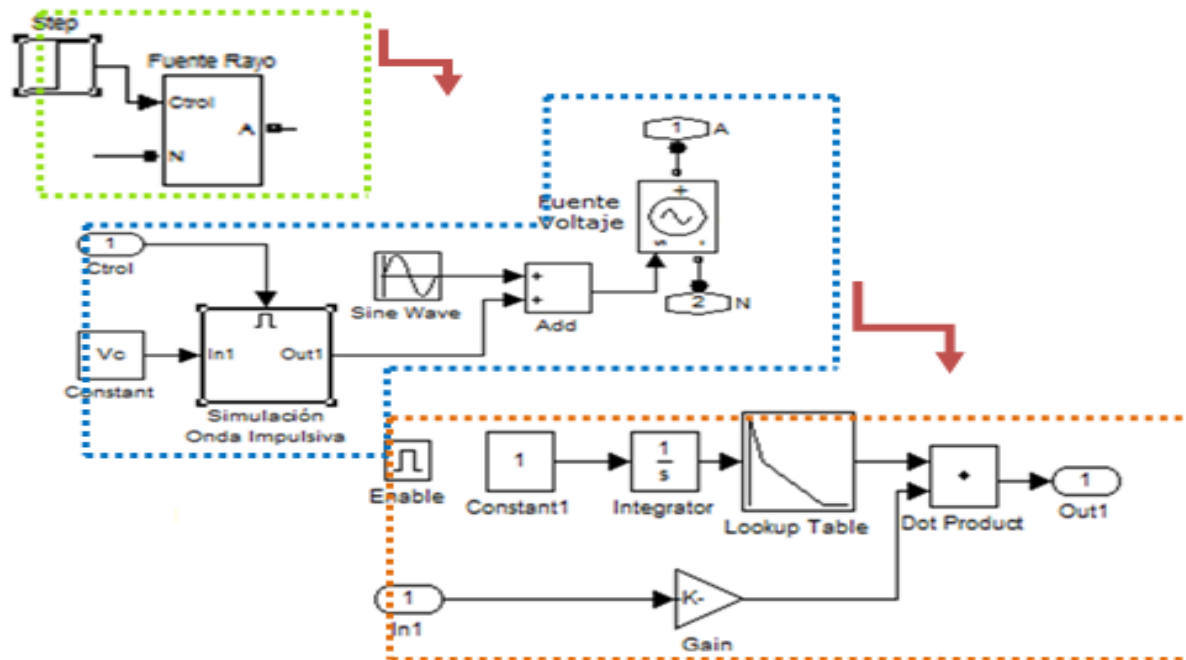 Step
Fuente Rayo
Ctrol
A
N
1
A
Fuente
Voltaje
+
s
-
2
N
1
Ctrol
Sine Wave
+
+
Add
Vc
Constant
In1
Out1
Simulación
Onda Impulsiva
Enable
1
Constant1
1
s
Integrator
Lookup Table
Dot Product
1
Out1
1
In1
-K-
Gain